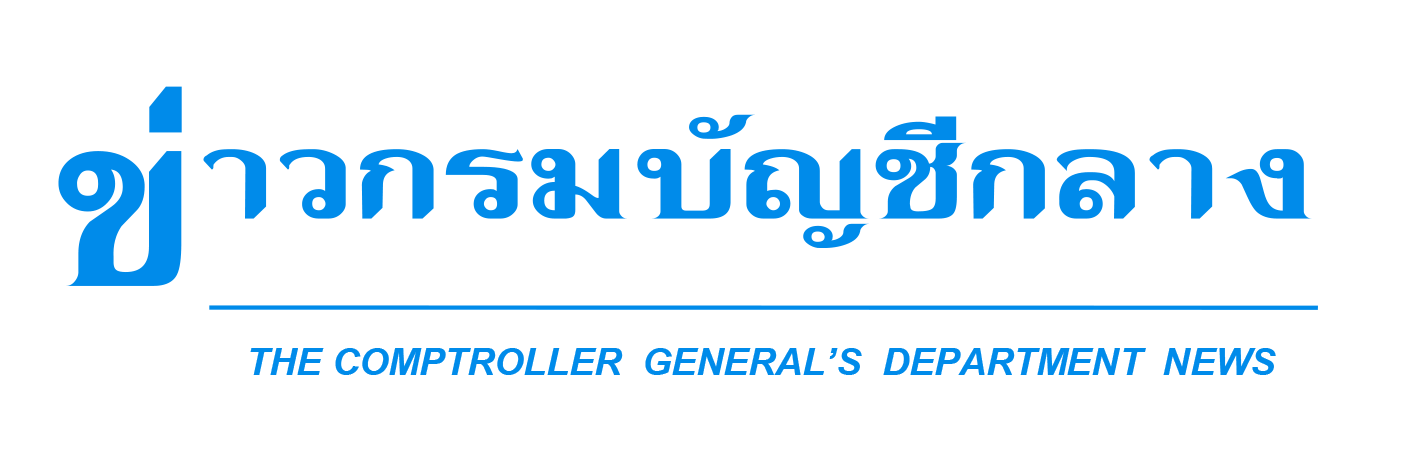 ข่าวกรมบัญชีกลาง
THE COMPTROLLER GENERAL’S DEPARTMENT NEWS